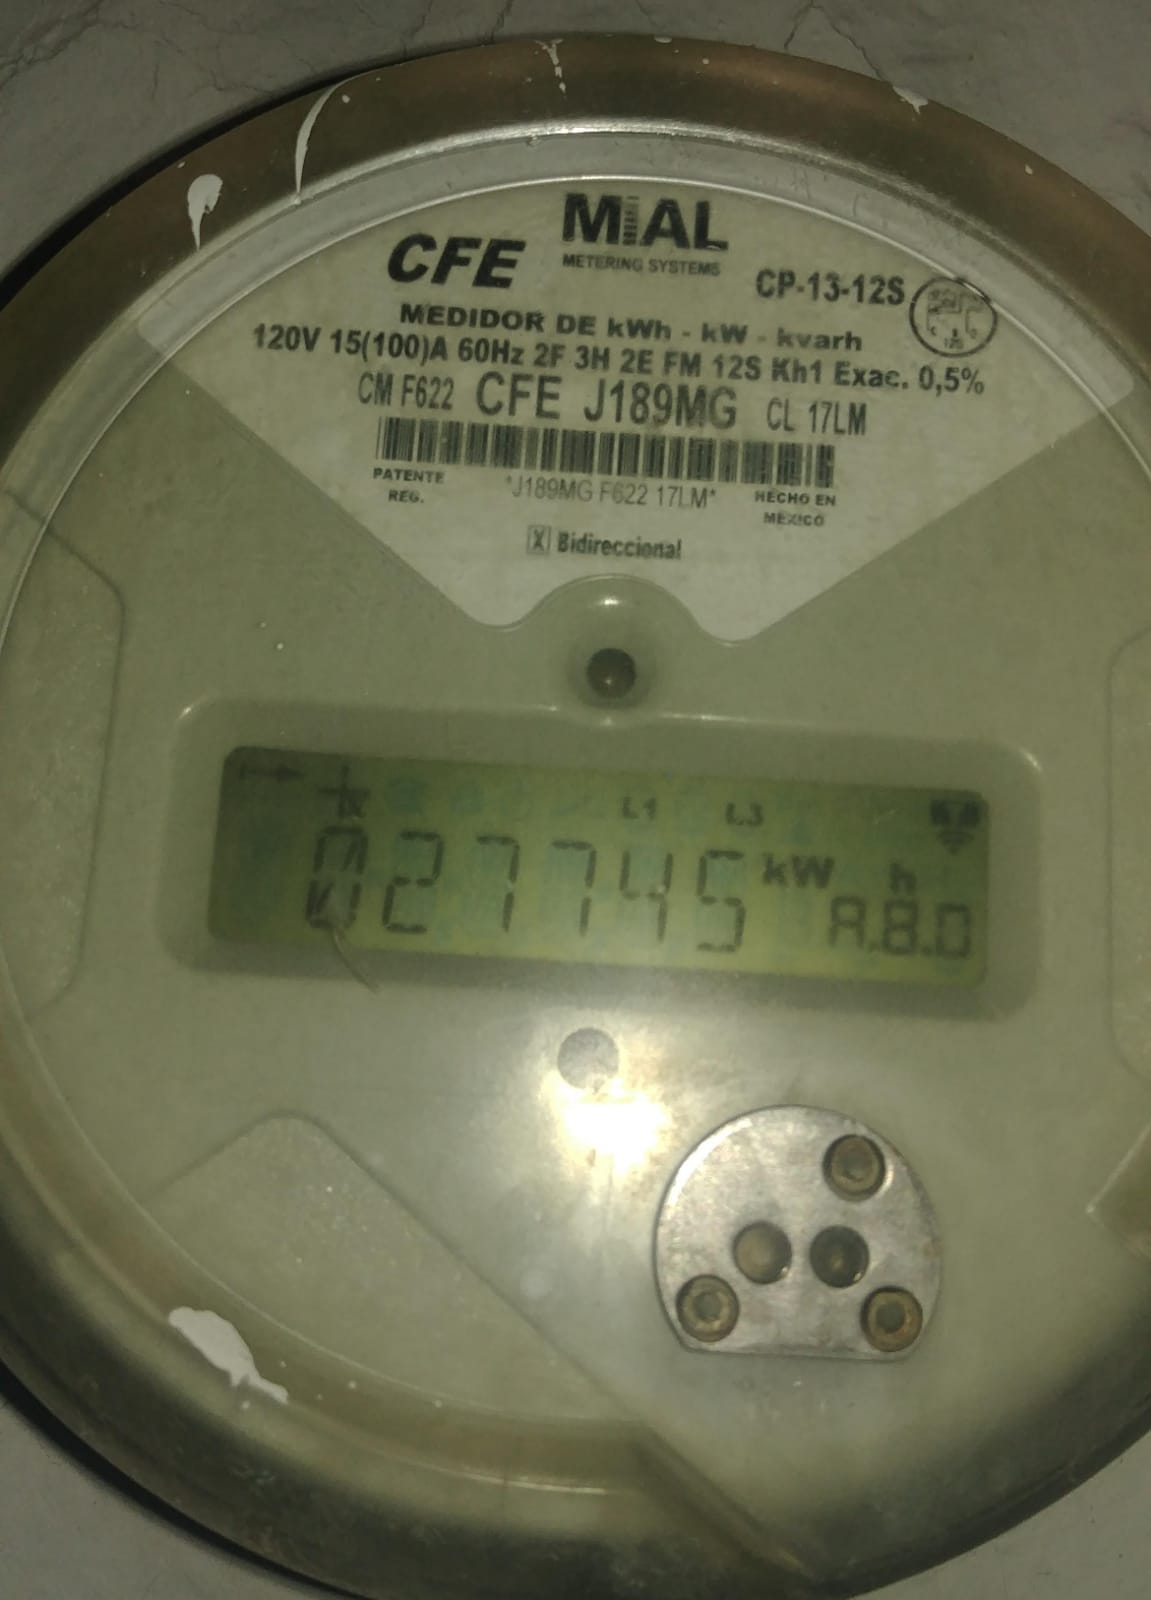 CFE MIAL
METERING SYSTEMS
CP-13-12S
MEDIDOR DE kWh - kW - kvarh
120V 15(100)A 60Hz 2F 3H 2E FM 12S Kh1 Exac. 0,5%
CM F622 CFE J189MG CL 17LM
PATENTE
REG.
*J189MG F622 17LM*
HECHO EN
MÉXICO
X Bidireccional
L1 L3
027745 kW h
A.8.0